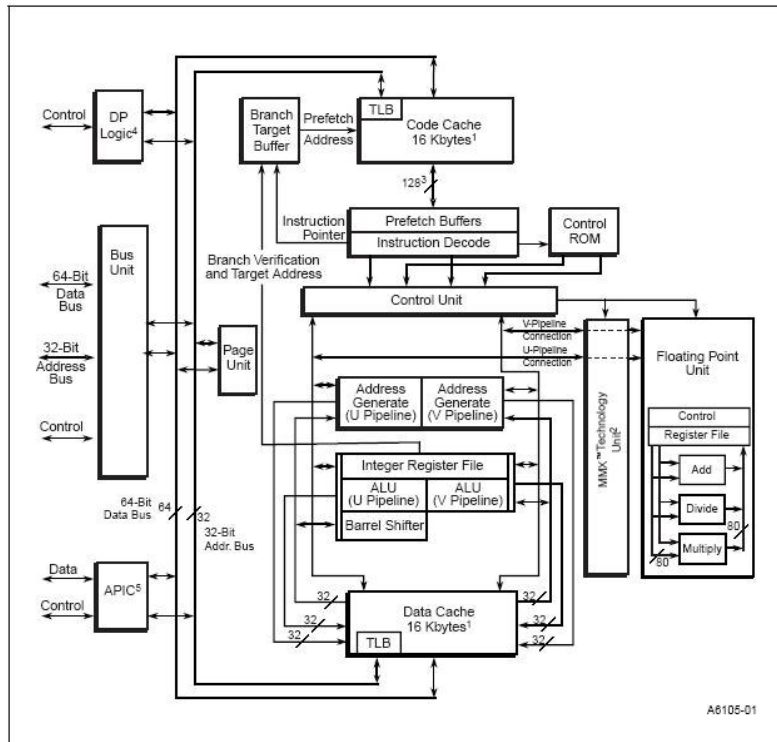 Control
DP
Logic⁴
Branch
Target
Buffer
Prefetch
Address
TLB
Code Cache
16 Kbytes¹
128³
Instruction
Pointer
Prefetch Buffers
Instruction Decode
Control
ROM
Branch Verification
and Target Address
Control Unit
Bus
Unit
64-Bit
Data
Bus
32-Bit
Address
Bus
Control
Page
Unit
V-Pipeline
Connection
U-Pipeline
Connection
MMX™Technology
Unit²
Floating Point
Unit
Control
Register File
Add
Divide
Multiply
80
80
Address
Generate
(U Pipeline)
Address
Generate
(V Pipeline)
Integer Register File
ALU
(U Pipeline)
ALU
(V Pipeline)
Barrel Shifter
64-Bit
Data Bus
64
32
32-Bit
Addr. Bus
Data
Control
APIC⁵
32
32
32
Data Cache
16 Kbytes¹
TLB
32
32
32
A6105-01